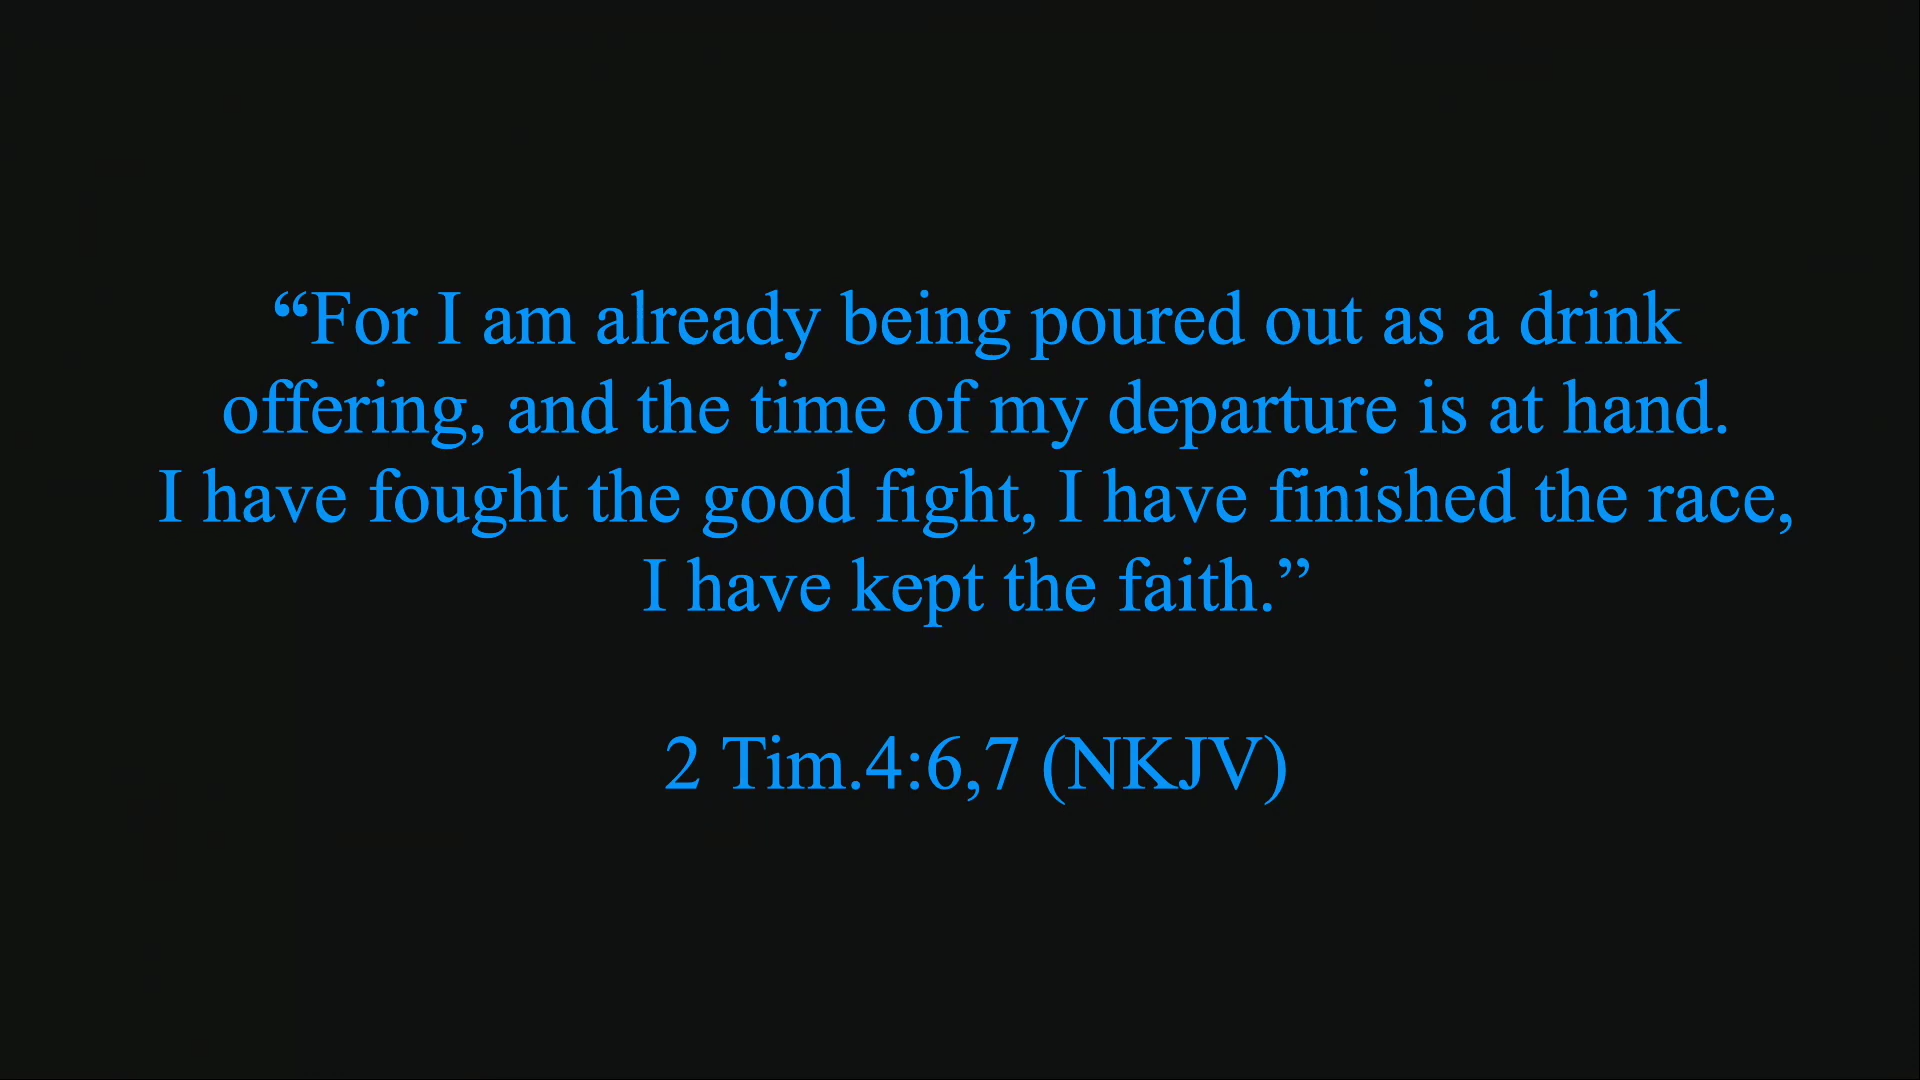 “For I am already being poured out as a drink
offering, and the time of my departure is at hand.
I have fought the good fight, I have finished the race,
I have kept the faith.”
2 Tim.4:6,7 (NKJV)